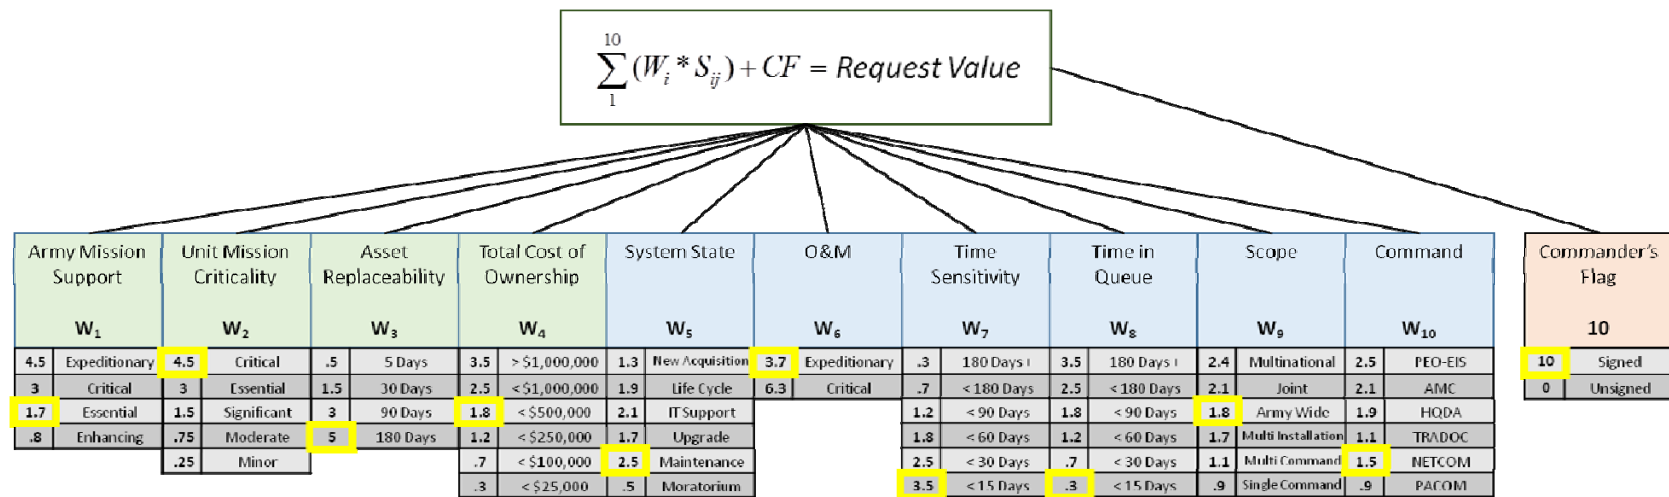 10
∑ (W_i * S_ij) + CF = Request Value
1
Army Mission Support W₁
4.5 Expeditionary
3 Critical
1.7 Essential
.8 Enhancing
Unit Mission Criticality W₂
4.5 Critical
3 Essential
1.5 Significant
.75 Moderate
.25 Minor
Asset Replaceability W₃
.5 5 Days
1.5 30 Days
3 90 Days
5 180 Days
Total Cost of Ownership W₄
3.5 > $1,000,000
2.5 < $1,000,000
1.8 < $500,000
1.2 < $250,000
.7 < $100,000
.3 < $25,000
System State W₅
1.3 New Acquisition
1.9 Life Cycle
2.1 IT Support
1.7 Upgrade
2.5 Maintenance
.5 Moratorium
O&M W₆
3.7 Expeditionary
6.3 Critical
Time Sensitivity W₇
.3 180 Days +
.7 < 180 Days
1.2 < 90 Days
1.8 < 60 Days
2.5 < 30 Days
3.5 < 15 Days
Time in Queue W₈
3.5 180 Days +
2.5 < 180 Days
1.8 < 90 Days
1.2 < 60 Days
.7 < 30 Days
.3 < 15 Days
Scope W₉
2.4 Multinational
2.1 Joint
1.8 Army Wide
1.7 Multi Installation
1.1 Multi Command
.9 Single Command
Command W₁₀
2.5 PEO-EIS
2.1 AMC
1.9 HQDA
1.1 TRADOC
1.5 NETCOM
.9 PACOM
Commander's Flag 10
10 Signed
0 Unsigned